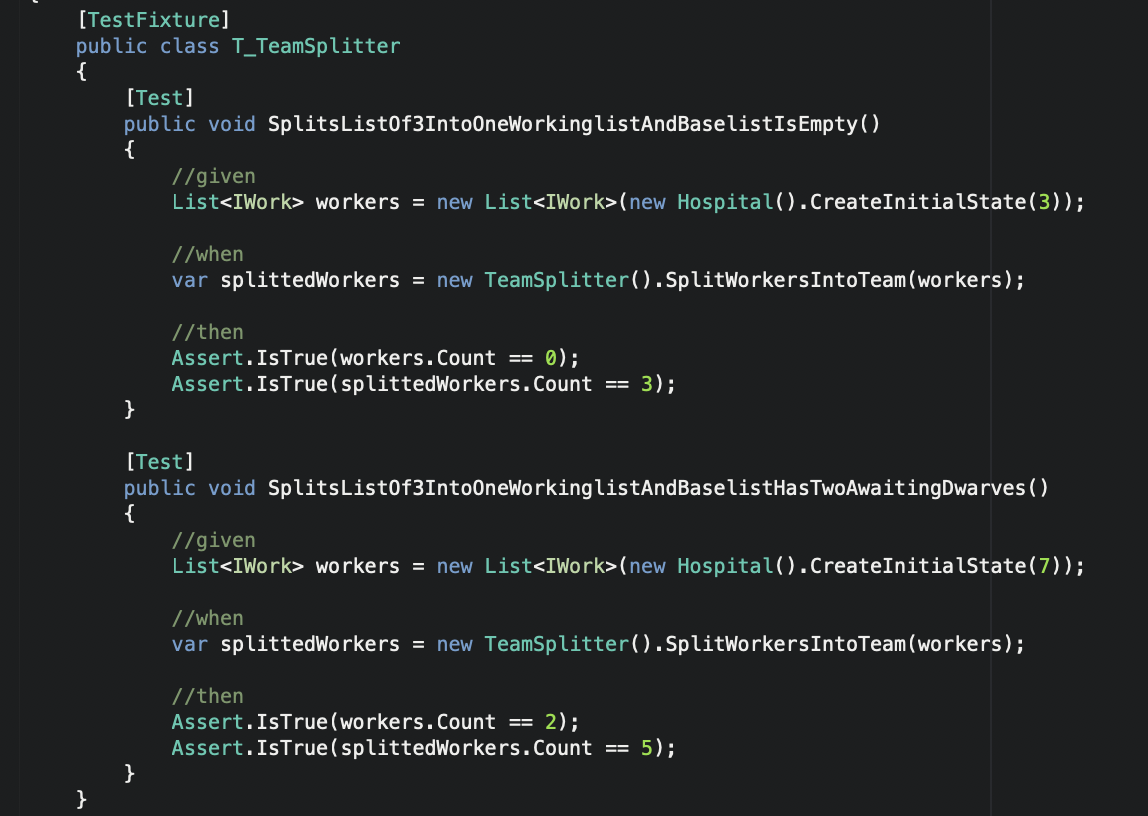 {
[TestFixture]
public class T_TeamSplitter
{
[Test]
public void SplitsListOf3IntoOneWorkinglistAndBaselistIsEmpty()
{
//given
List<IWork> workers = new List<IWork>(new Hospital().CreateInitialState(3));
//when
var splittedWorkers = new TeamSplitter().SplitWorkersIntoTeam(workers);
//then
Assert.IsTrue(workers.Count == 0);
Assert.IsTrue(splittedWorkers.Count == 3);
}
[Test]
public void SplitsListOf3IntoOneWorkinglistAndBaselistHasTwoAwaitingDwarves()
{
//given
List<IWork> workers = new List<IWork>(new Hospital().CreateInitialState(7));
//when
var splittedWorkers = new TeamSplitter().SplitWorkersIntoTeam(workers);
//then
Assert.IsTrue(workers.Count == 2);
Assert.IsTrue(splittedWorkers.Count == 5);
}
}